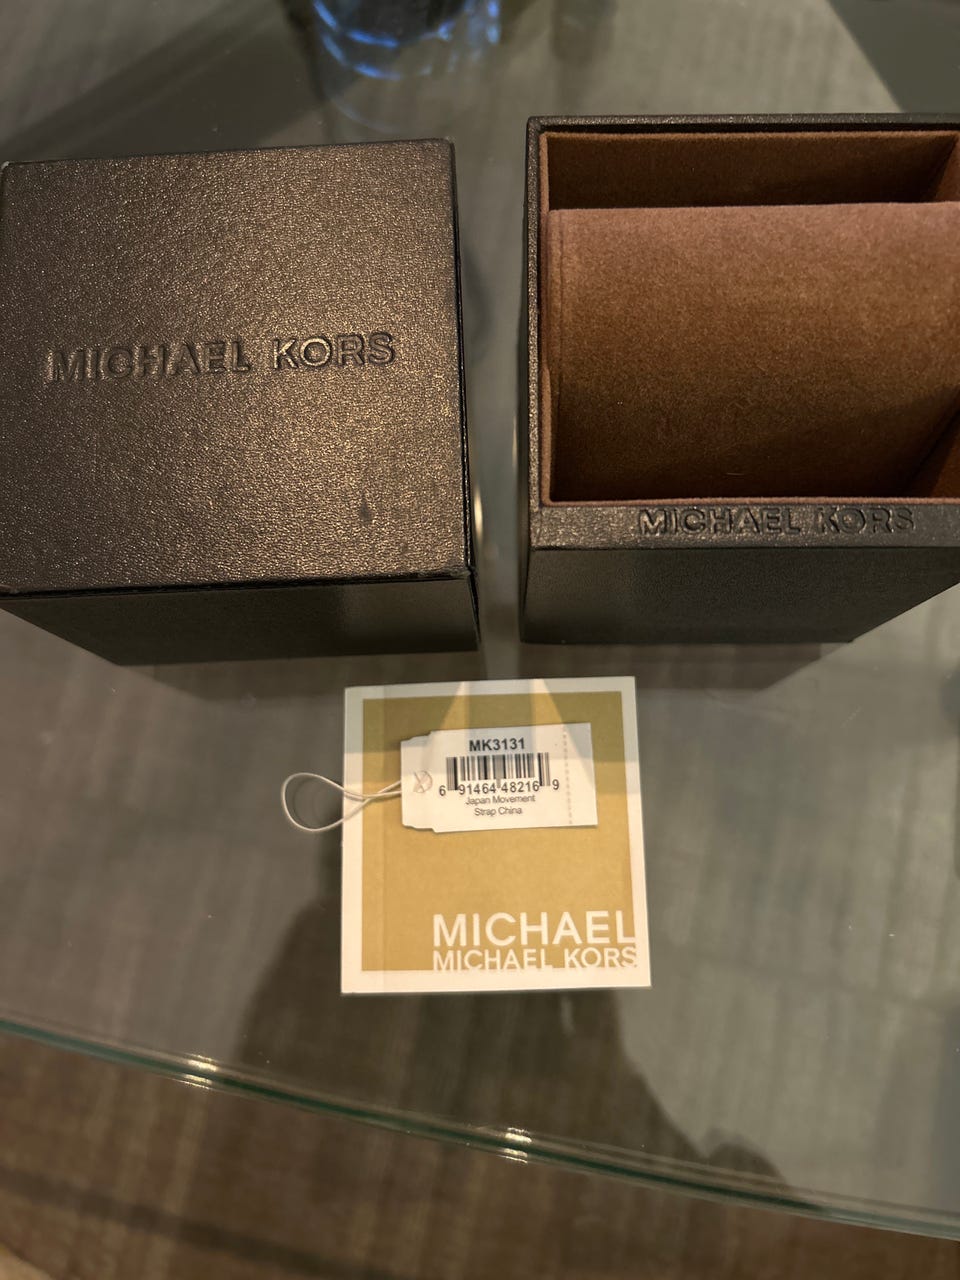 MICHAEL KORS
MICHAEL KORS
MK3131
6 91464 48216 9
Japan Movement
Strap China
MICHAEL
MICHAEL KORS